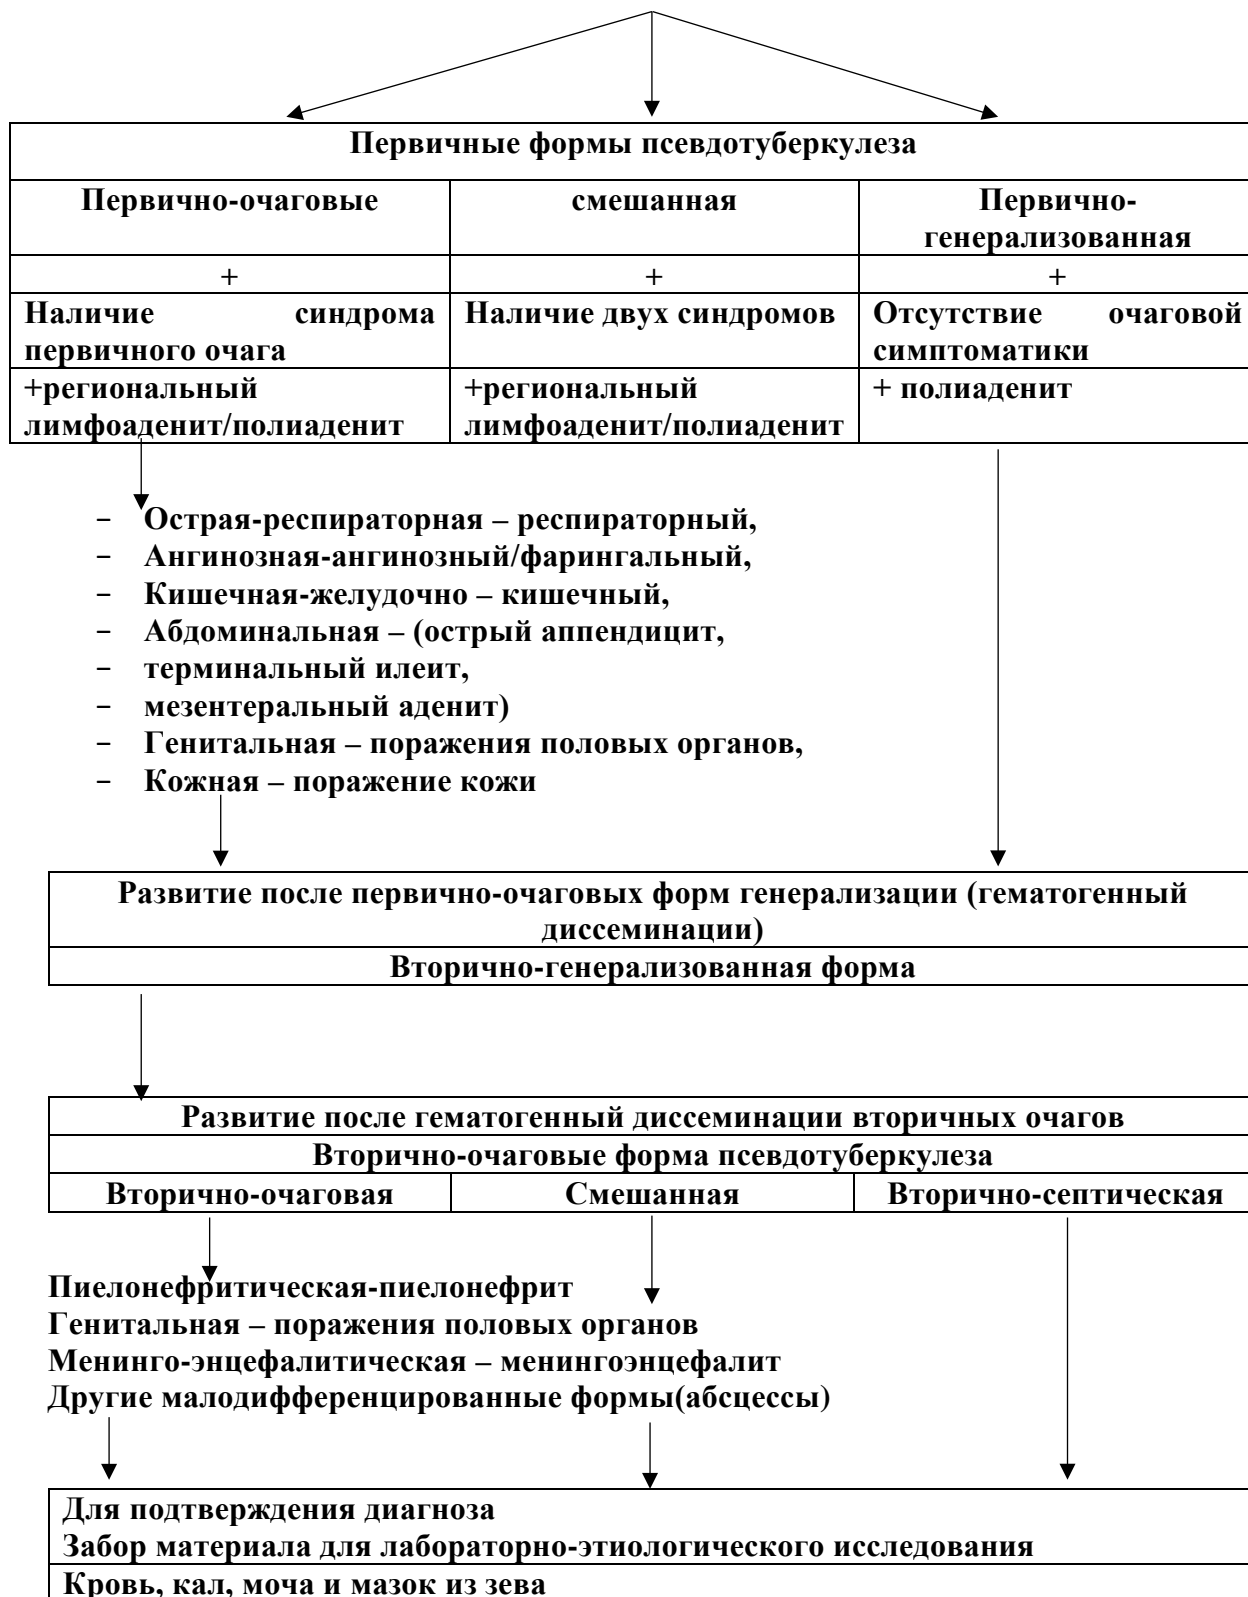 Первичные формы псевдотуберкулеза
Первично-очаговые
смешанная
Первично-
генерализованная
+
+
+
Наличие синдрома
первичного очага
Наличие двух синдромов
Отсутствие очаговой
симптоматики
+региональный
лимфоаденит/полиаденит
+региональный
лимфоаденит/полиаденит
+ полиаденит
– Острая-респираторная – респираторный,
– Ангинозная-ангинозный/фарингальный,
– Кишечная-желудочно – кишечный,
– Абдоминальная – (острый аппендицит,
– терминальный илеит,
– мезентеральный аденит)
– Генитальная – поражения половых органов,
– Кожная – поражение кожи
Развитие после первично-очаговых форм генерализации (гематогенный
диссеминации)
Вторично-генерализованная форма
Развитие после гематогенный диссеминации вторичных очагов
Вторично-очаговые форма псевдотуберкулеза
Вторично-очаговая
Смешанная
Вторично-септическая
Пиелонефритическая-пиелонефрит
Генитальная – поражения половых органов
Менинго-энцефалитическая – менингоэнцефалит
Другие малодифференцированные формы(абсцессы)
Для подтверждения диагноза
Забор материала для лабораторно-этиологического исследования
Кровь, кал, моча и мазок из зева